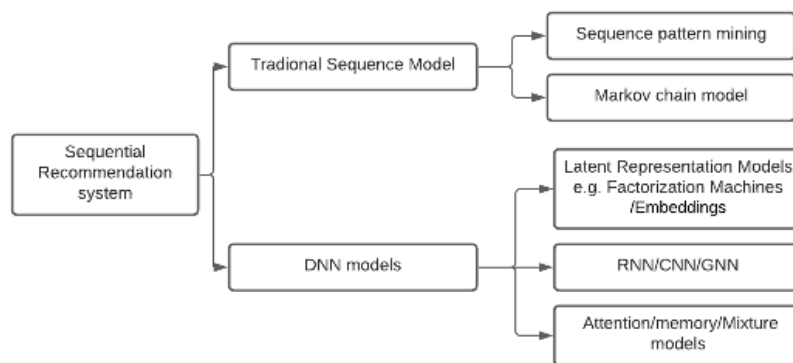 Sequential
Recommendation
system
Tradional Sequence Model
Sequence pattern mining
Markov chain model
DNN models
Latent Representation Models
e.g. Factorization Machines
/Embeddings
RNN/CNN/GNN
Attention/memory/Mixture
models